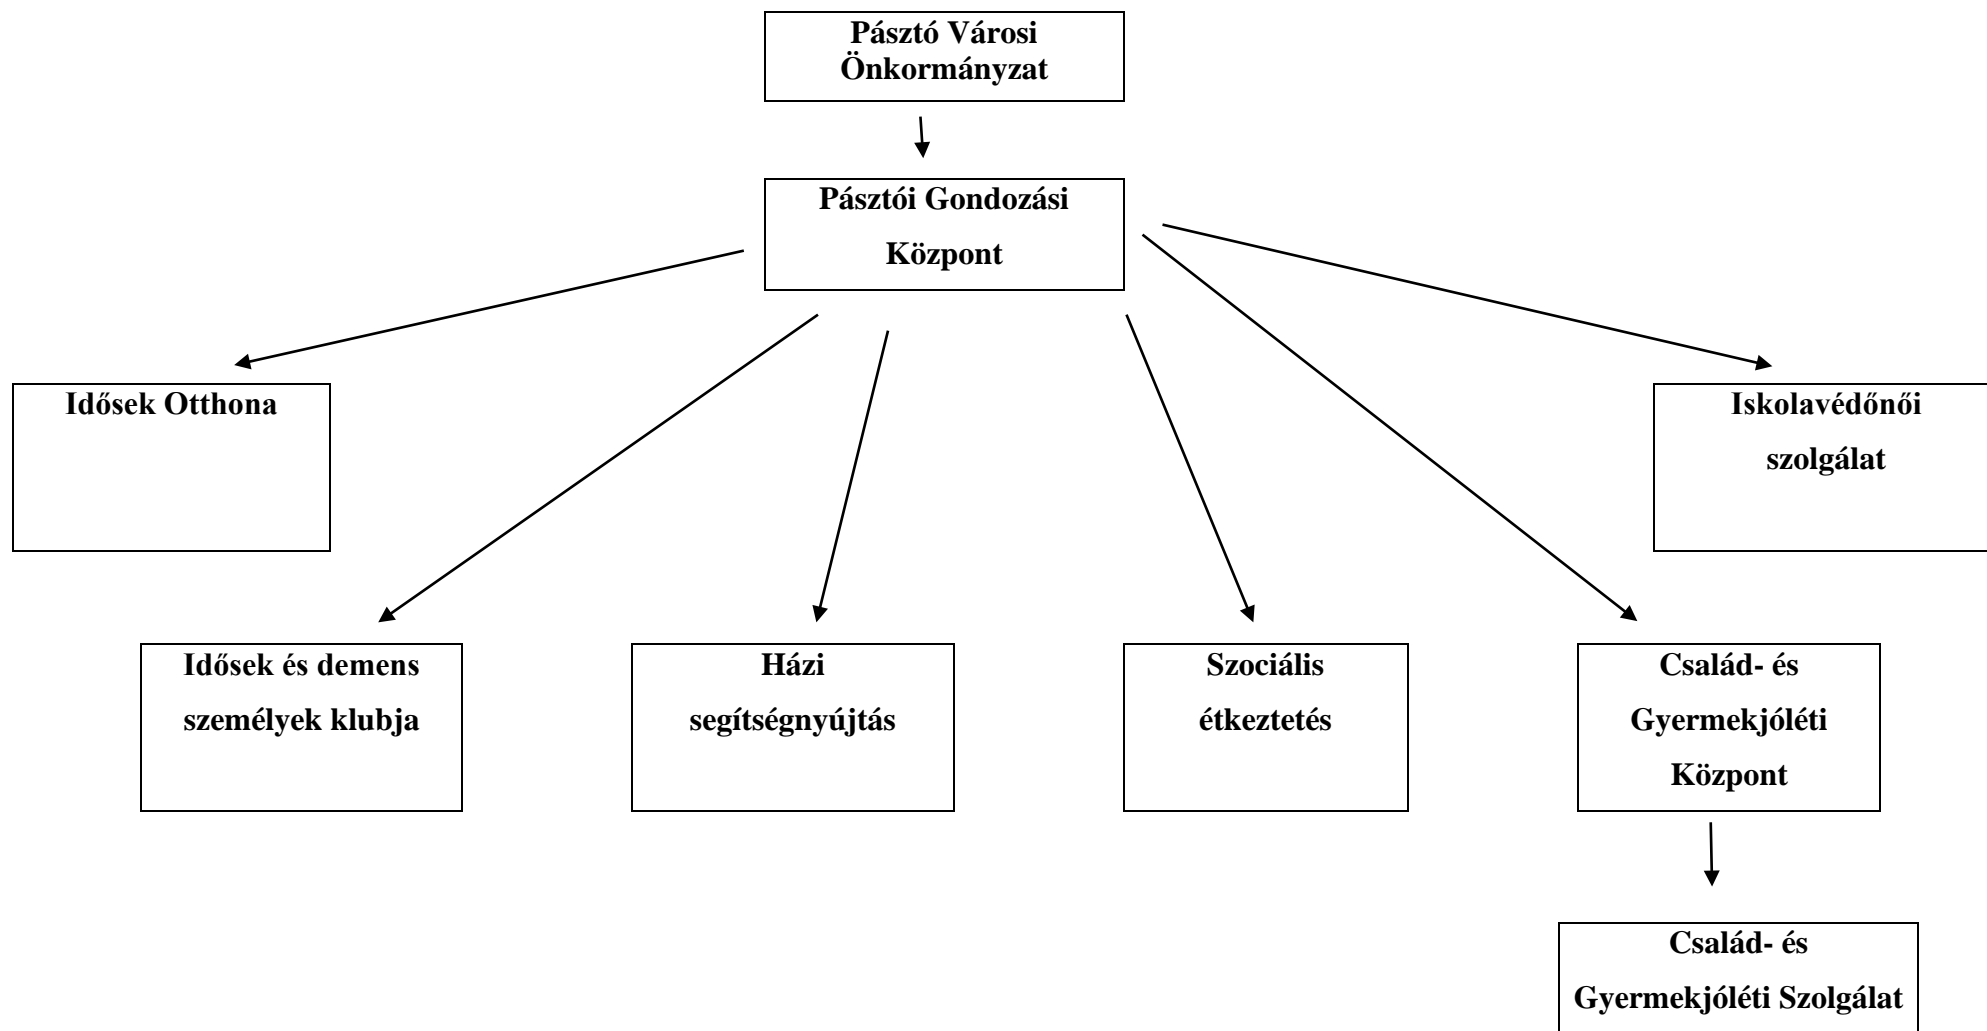 Pásztó Városi
Önkormányzat
Pásztói Gondozási
Központ
Idősek Otthona
Iskolavédőnői
szolgálat
Idősek és demens
személyek klubja
Házi
segítségnyújtás
Szociális
étkeztetés
Család- és
Gyermekjóléti
Központ
Család- és
Gyermekjóléti Szolgálat